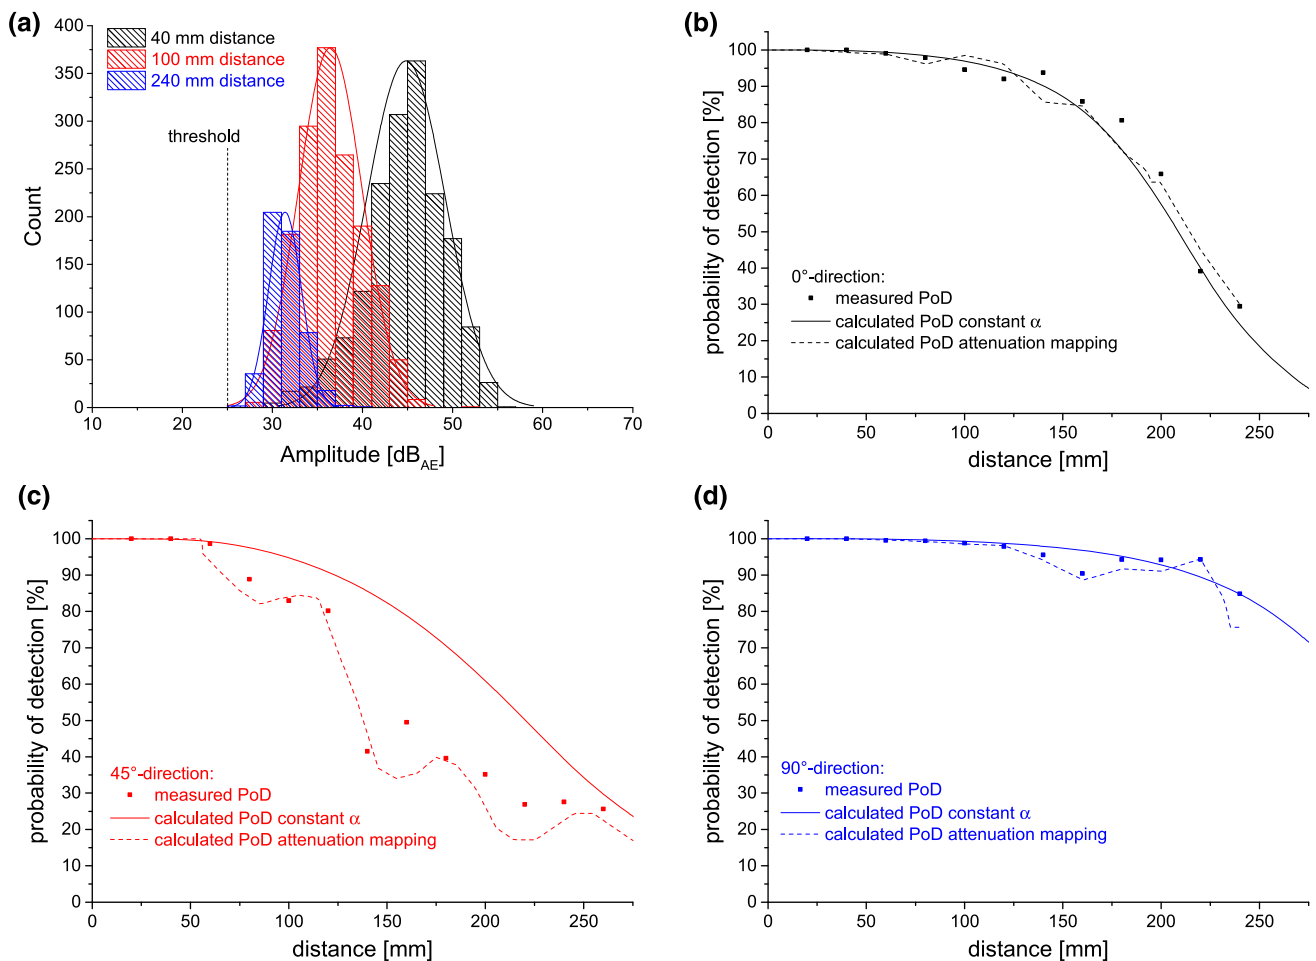 (a)
400
350
300
250
200
150
100
50
0
Count
40 mm distance
100 mm distance
240 mm distance
threshold
10 20 30 40 50 60 70
Amplitude [dB_AE]
(b)
100
90
80
70
60
50
40
30
20
10
0
probability of detection [%]
0°-direction:
measured PoD
calculated PoD constant α
calculated PoD attenuation mapping
0 50 100 150 200 250
distance [mm]
(c)
100
90
80
70
60
50
40
30
20
10
0
probability of detection [%]
45°-direction:
measured PoD
calculated PoD constant α
calculated PoD attenuation mapping
0 50 100 150 200 250
distance [mm]
(d)
100
90
80
70
60
50
40
30
20
10
0
probability of detection [%]
90°-direction:
measured PoD
calculated PoD constant α
calculated PoD attenuation mapping
0 50 100 150 200 250
distance [mm]